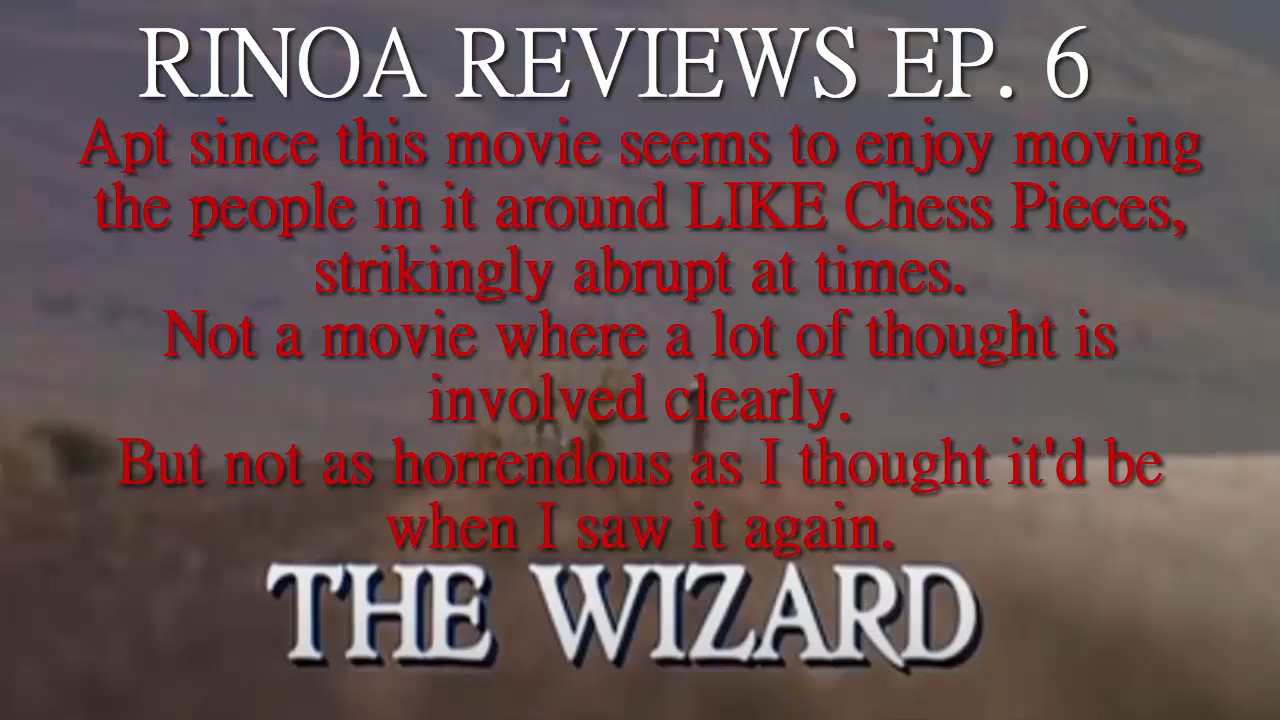 RINOA REVIEWS EP. 6
Apt since this movie seems to enjoy moving
the people in it around LIKE Chess Pieces,
strikingly abrupt at times.
Not a movie where a lot of thought is
involved clearly.
But not as horrendous as I thought it'd be
when I saw it again.
THE WIZARD